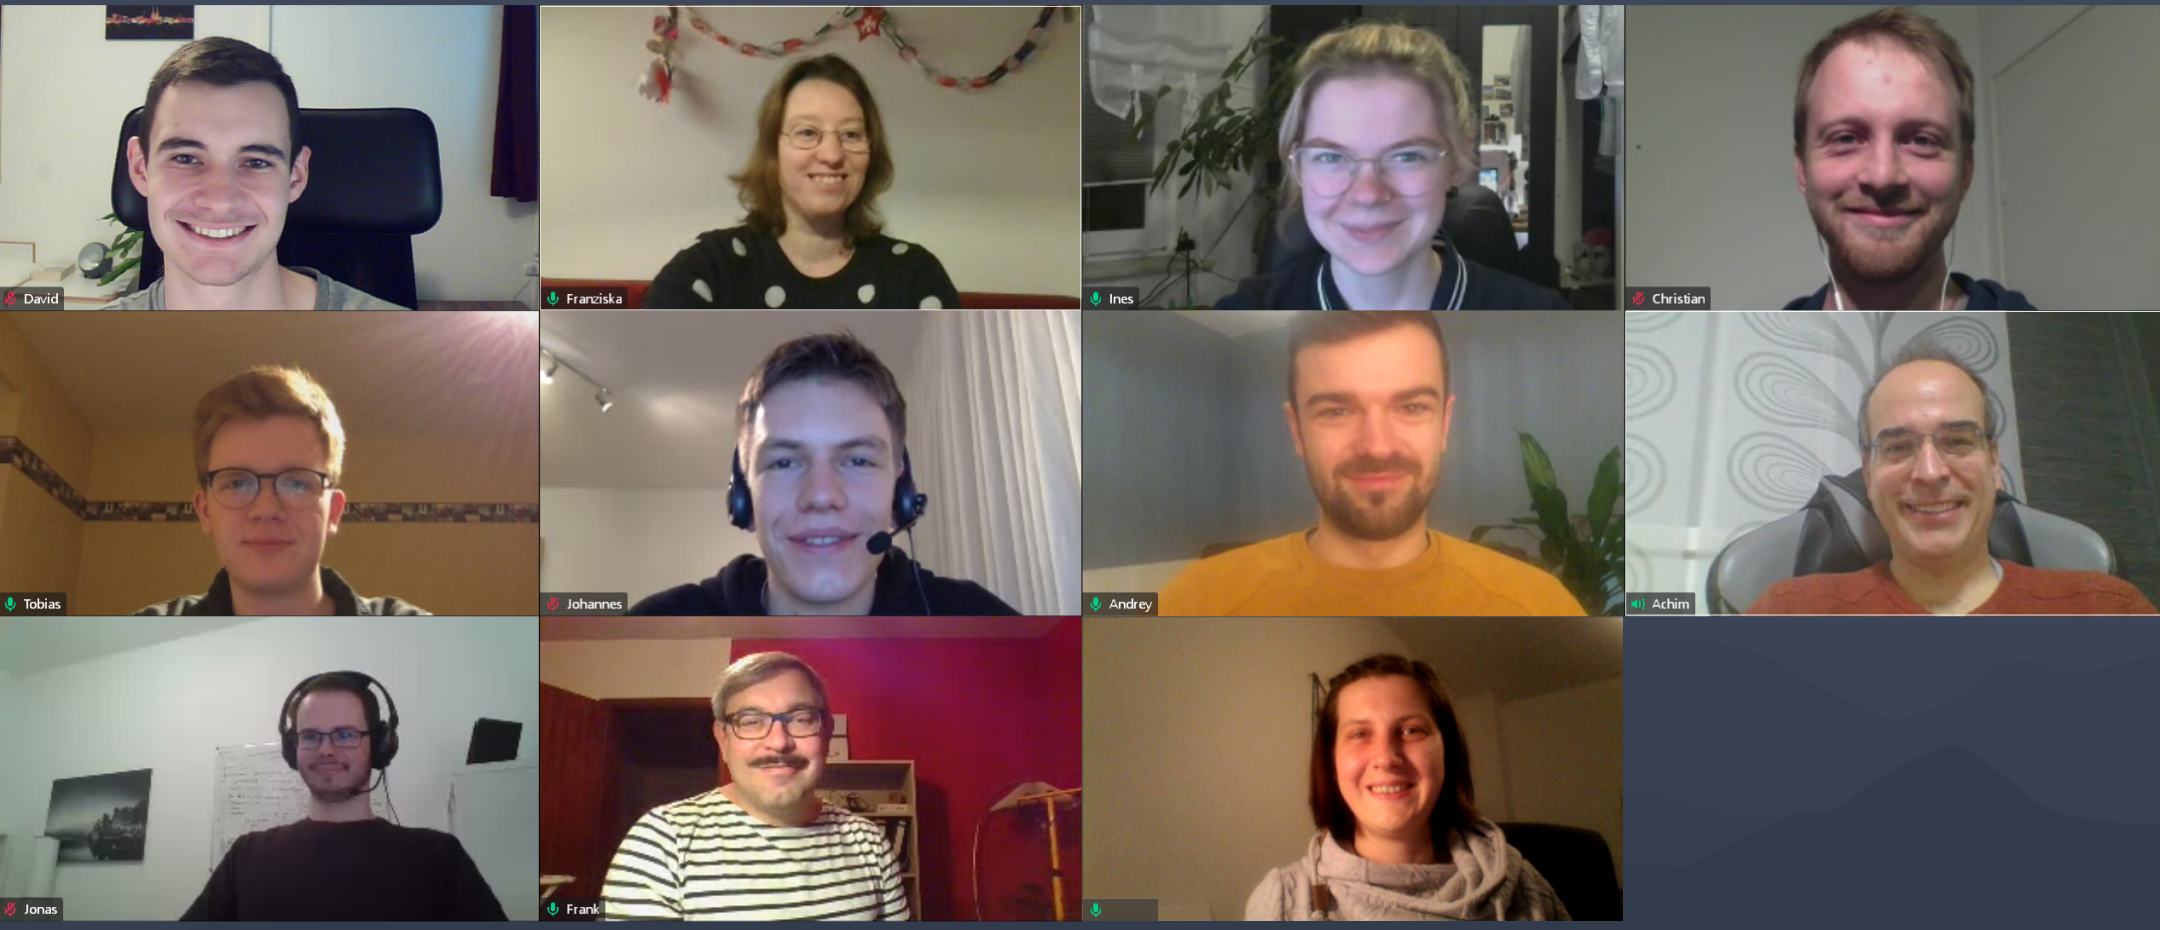 David
Franziska
Ines
Christian
Tobias
Johannes
Andrey
Achim
Jonas
Frank